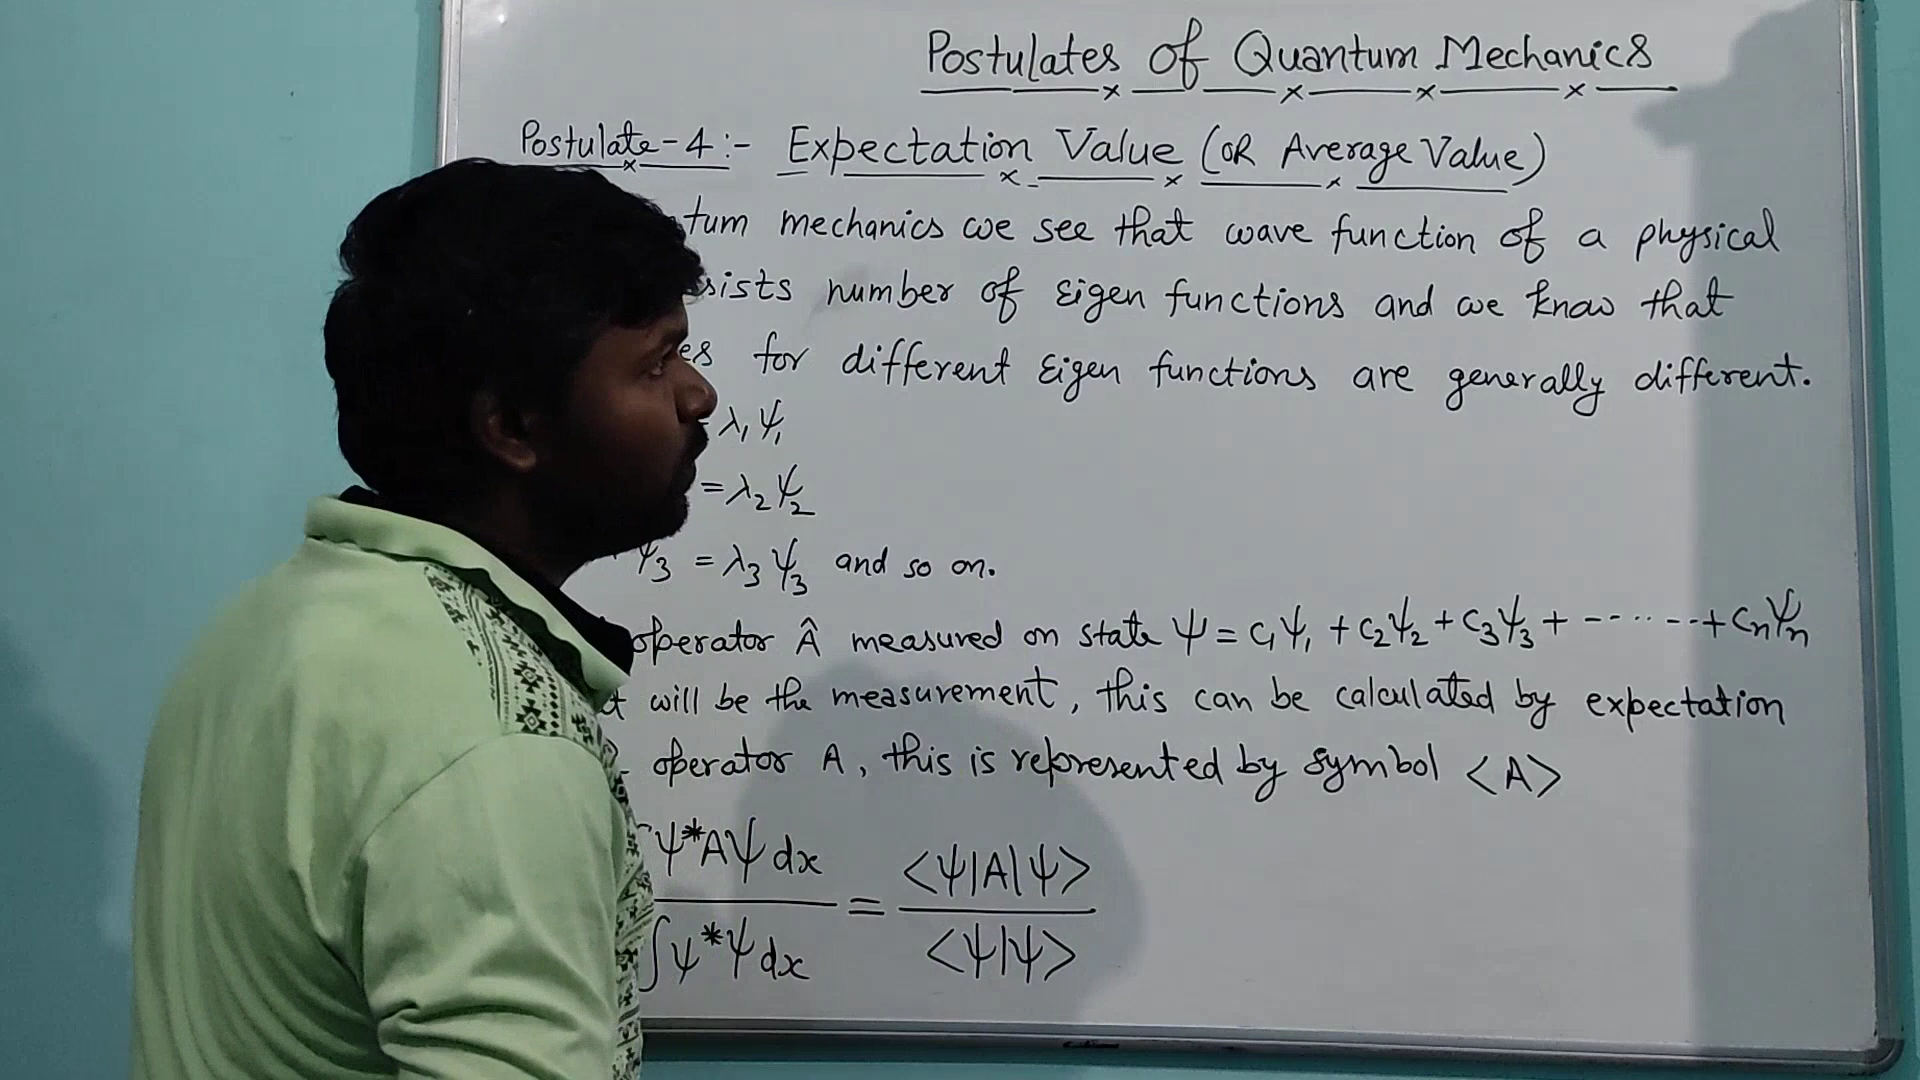 Postulates of Quantum Mechanics
Postulate-4:- Expectation Value (OR Average Value)
tum mechanics we see that wave function of a physical
sists number of Eigen functions and we know that
es for different Eigen functions are generally different.
λ₁ψ₁
=λ₂ψ₂
ψ₃ = λ₃ψ₃ and so on.
operator Â measured on state ψ = c₁ψ₁ + c₂ψ₂ + c₃ψ₃ + ------- + cₙψₙ
t will be the measurement, this can be calculated by expectation
operator A, this is represented by symbol <A>
∫ψ*Aψdx / ∫ψ*ψdx = <ψ|A|ψ> / <ψ|ψ>